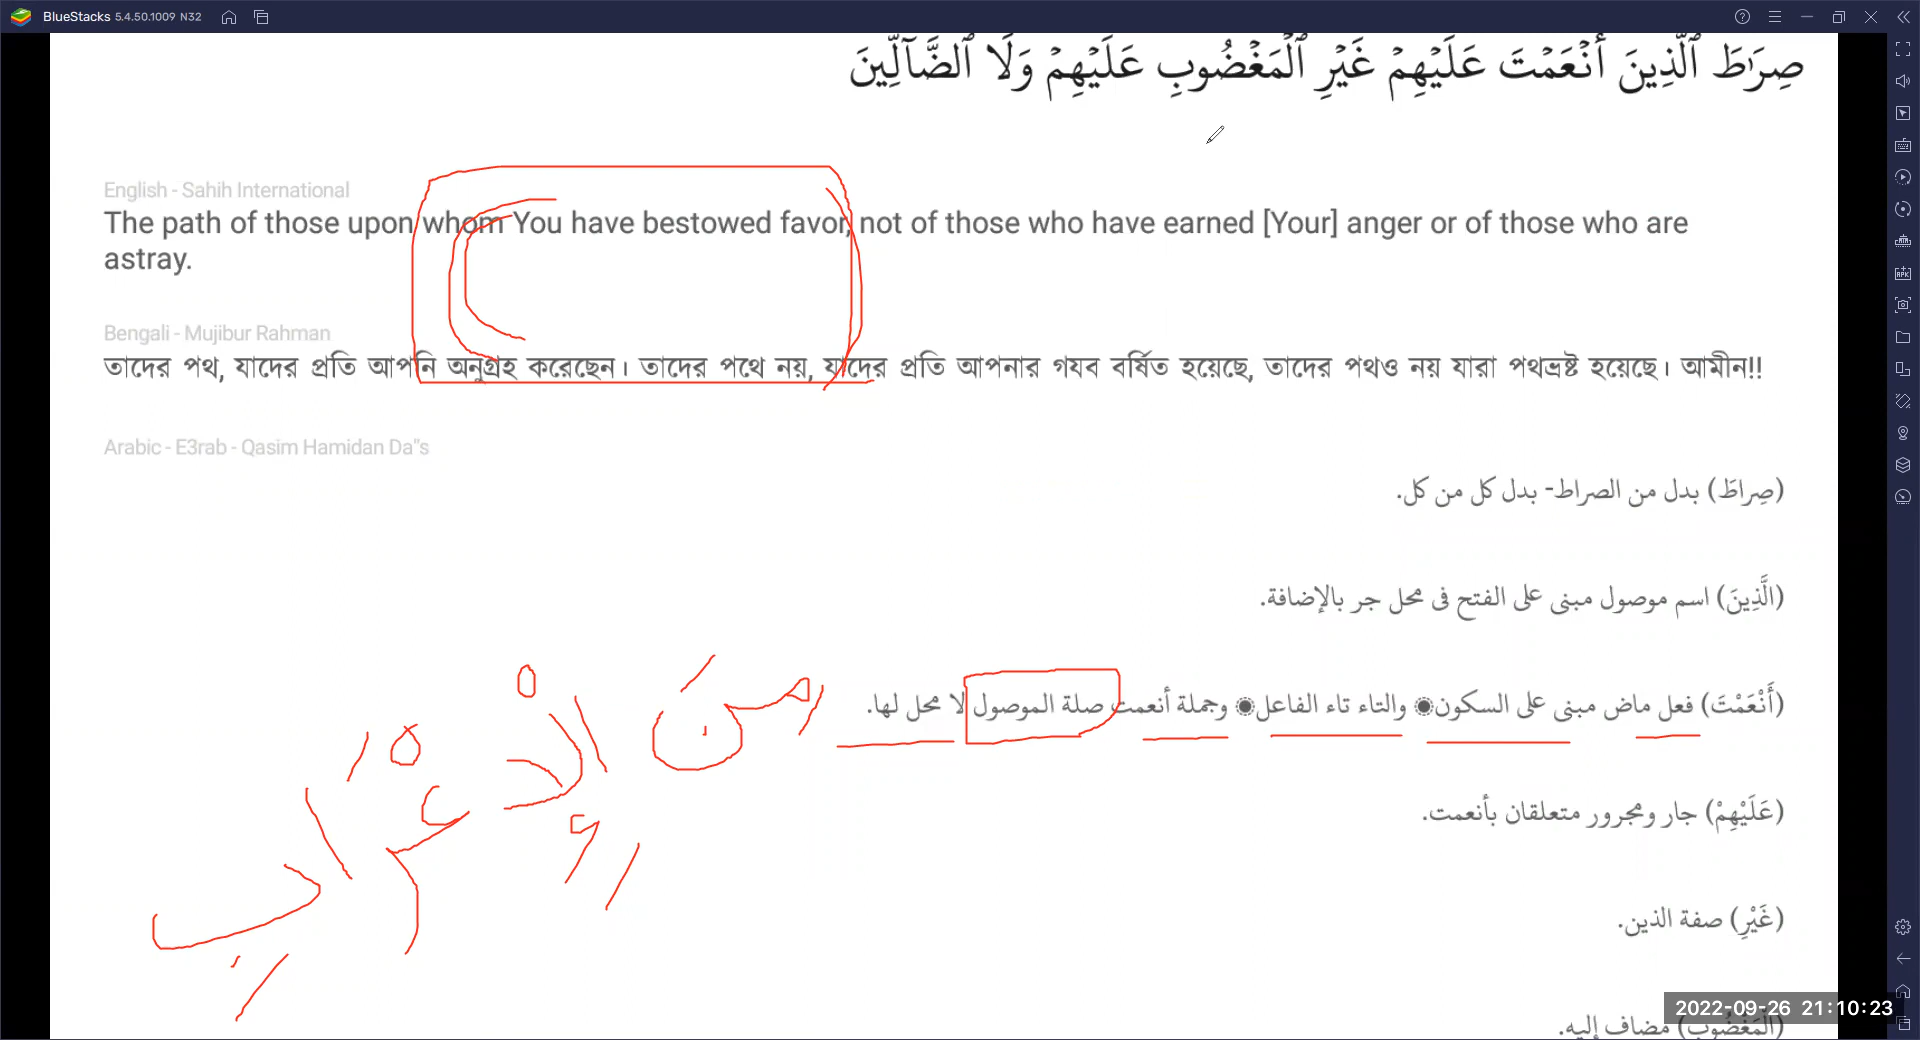 BlueStacks 5.4.50.1009 N32
صِرَٰطَ ٱلَّذِينَ أَنْعَمْتَ عَلَيْهِمْ غَيْرِ ٱلْمَغْضُوبِ عَلَيْهِمْ وَلَا ٱلضَّآلِّينَ
English - Sahih International
The path of those upon whom You have bestowed favor, not of those who have earned [Your] anger or of those who are
astray.
Bengali - Mujibur Rahman
তাদের পথ, যাদের প্রতি আপনি অনুগ্রহ করেছেন। তাদের পথে নয়, যাদের প্রতি আপনার গযব বর্ষিত হয়েছে, তাদের পথও নয় যারা পথভ্রষ্ট হয়েছে। আমীন!!
Arabic - E3rab - Qasim Hamidan Da"s
(صِراطَ) بدل من الصراط- بدل كل من كل.
(الَّذِينَ) اسم موصول مبنى على الفتح فى محل جر بالإضافة.
(أَنْعَمْتَ) فعل ماض مبنى على السكون◉ والتاء تاء الفاعل◉ وجملة أنعمت صلة الموصول لا محل لها.
(عَلَيْهِمْ) جار ومجرور متعلقان بأنعمت.
(غَيْرِ) صفة الذين.
(الْمَغْضُوبِ) مضاف إليه.
2022-09-26 21:10:23